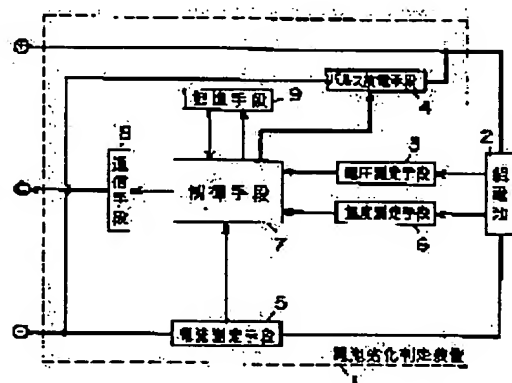 ⊕
パルス放電手段
4
記憶手段
9
8
通信手段
制御手段
7
3
電圧測定手段
温度測定手段
6
2
組電池
5
電流測定手段
⊖
電池劣化判定装置
1